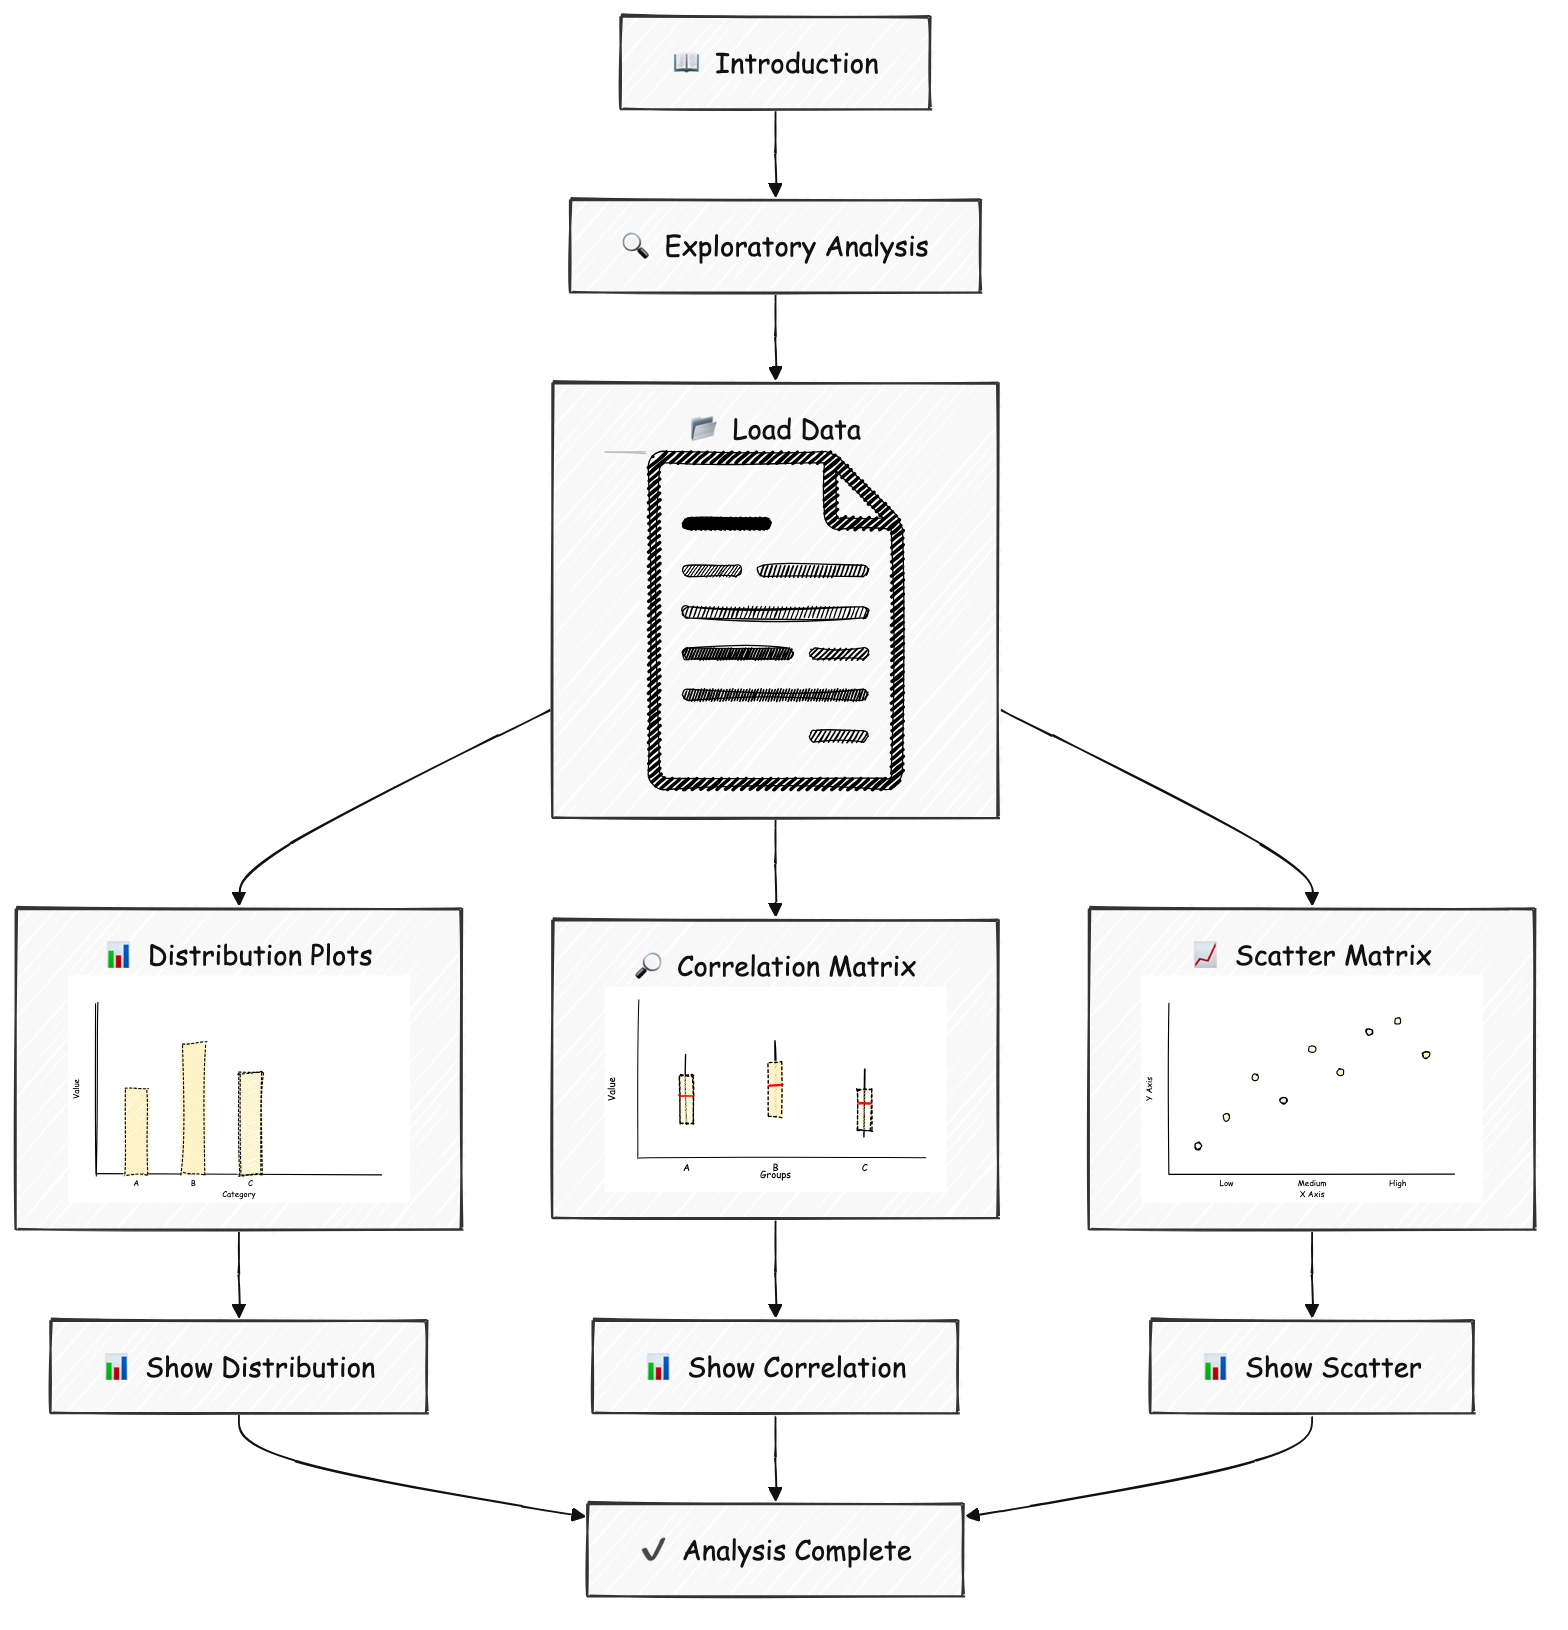 Introduction
Exploratory Analysis
Load Data
Distribution Plots
Value
A B C
Category
Correlation Matrix
Value
A B C
Groups
Scatter Matrix
Y Axis
Low Medium High
X Axis
Show Distribution
Show Correlation
Show Scatter
Analysis Complete